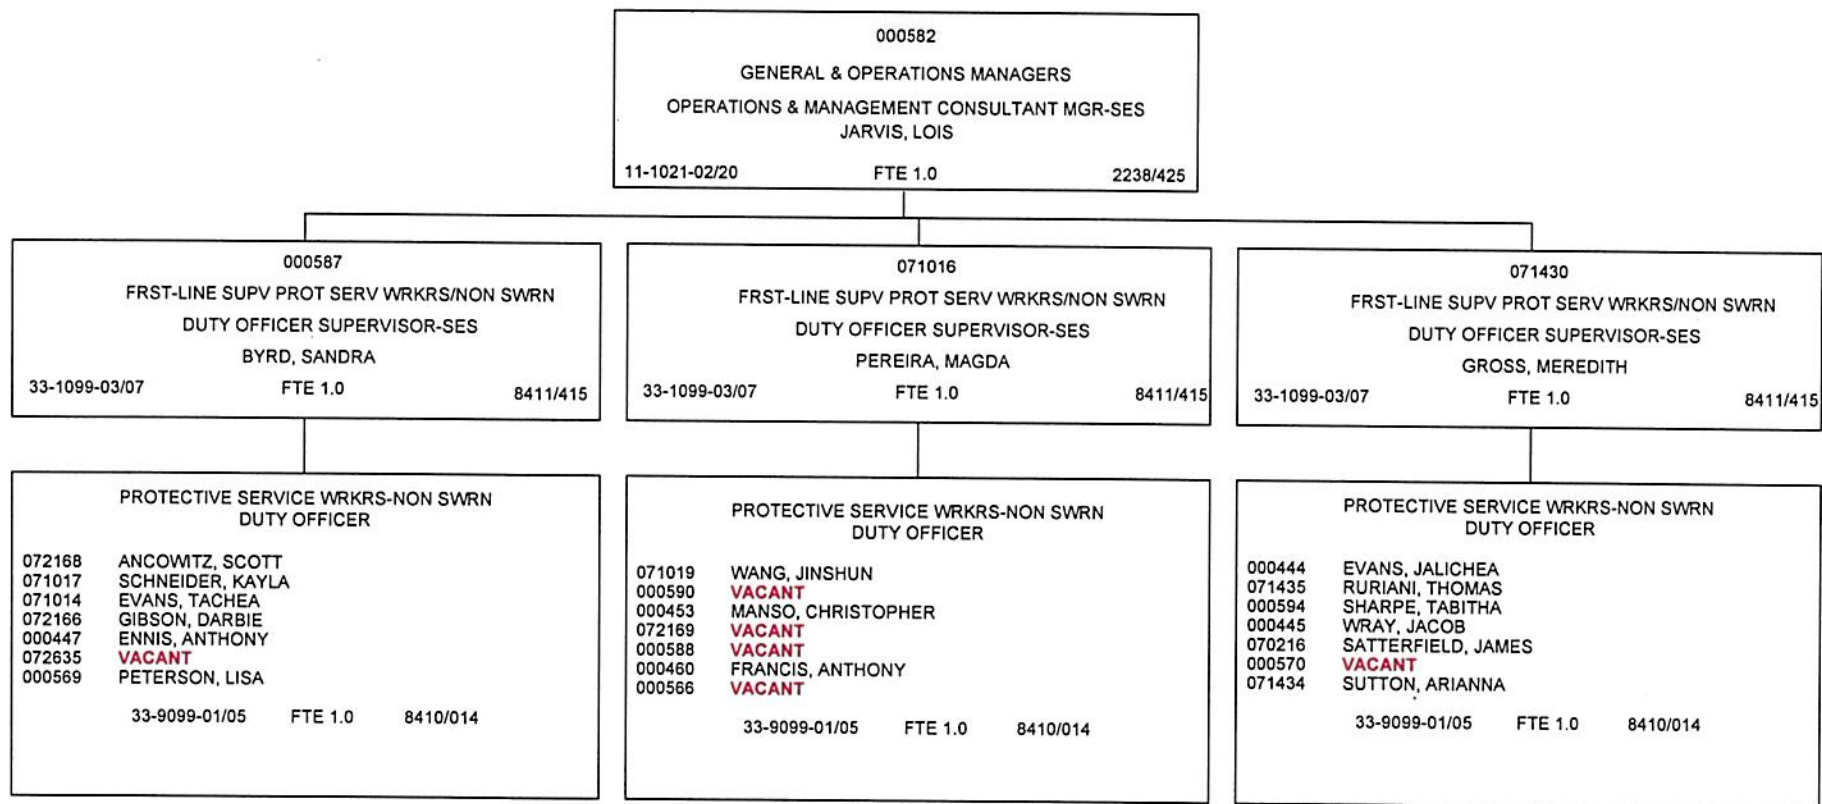 000582
GENERAL & OPERATIONS MANAGERS
OPERATIONS & MANAGEMENT CONSULTANT MGR-SES
JARVIS, LOIS
11-1021-02/20 FTE 1.0 2238/425
000587
FRST-LINE SUPV PROT SERV WRKRS/NON SWRN
DUTY OFFICER SUPERVISOR-SES
BYRD, SANDRA
33-1099-03/07 FTE 1.0 8411/415
071016
FRST-LINE SUPV PROT SERV WRKRS/NON SWRN
DUTY OFFICER SUPERVISOR-SES
PEREIRA, MAGDA
33-1099-03/07 FTE 1.0 8411/415
071430
FRST-LINE SUPV PROT SERV WRKRS/NON SWRN
DUTY OFFICER SUPERVISOR-SES
GROSS, MEREDITH
33-1099-03/07 FTE 1.0 8411/415
PROTECTIVE SERVICE WRKRS-NON SWRN
DUTY OFFICER
072168 ANCOWITZ, SCOTT
071017 SCHNEIDER, KAYLA
071014 EVANS, TACHEA
072166 GIBSON, DARBIE
000447 ENNIS, ANTHONY
072635 VACANT
000569 PETERSON, LISA
33-9099-01/05 FTE 1.0 8410/014
PROTECTIVE SERVICE WRKRS-NON SWRN
DUTY OFFICER
071019 WANG, JINSHUN
000590 VACANT
000453 MANSO, CHRISTOPHER
072169 VACANT
000588 VACANT
000460 FRANCIS, ANTHONY
000566 VACANT
33-9099-01/05 FTE 1.0 8410/014
PROTECTIVE SERVICE WRKRS-NON SWRN
DUTY OFFICER
000444 EVANS, JALICHEA
071435 RURIANI, THOMAS
000594 SHARPE, TABITHA
000445 WRAY, JACOB
070216 SATTERFIELD, JAMES
000570 VACANT
071434 SUTTON, ARIANNA
33-9099-01/05 FTE 1.0 8410/014